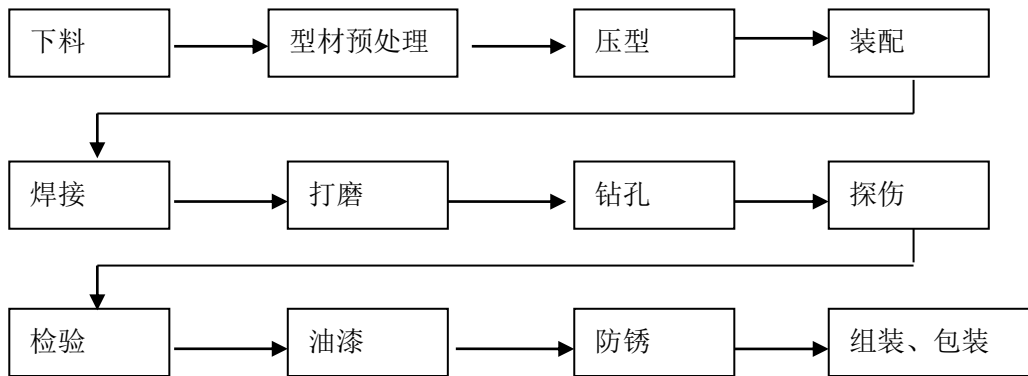 下料 型材预处理 压型 装配
焊接 打磨 钻孔 探伤
检验 油漆 防锈 组装、包装